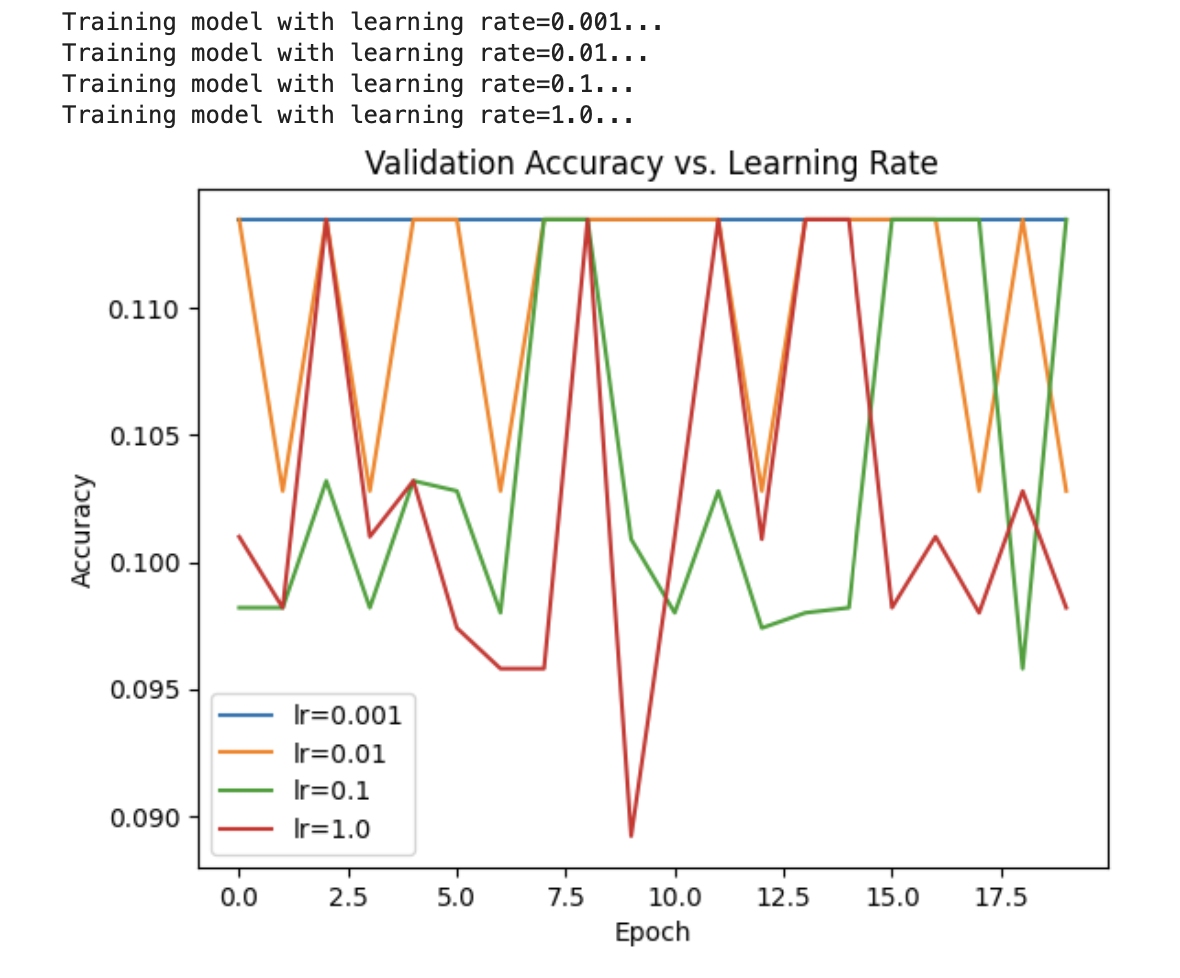 Training model with learning rate=0.001...
Training model with learning rate=0.01...
Training model with learning rate=0.1...
Training model with learning rate=1.0...
Validation Accuracy vs. Learning Rate
0.110
0.105
0.100
0.095
0.090
Accuracy
lr=0.001
lr=0.01
lr=0.1
lr=1.0
0.0 2.5 5.0 7.5 10.0 12.5 15.0 17.5
Epoch